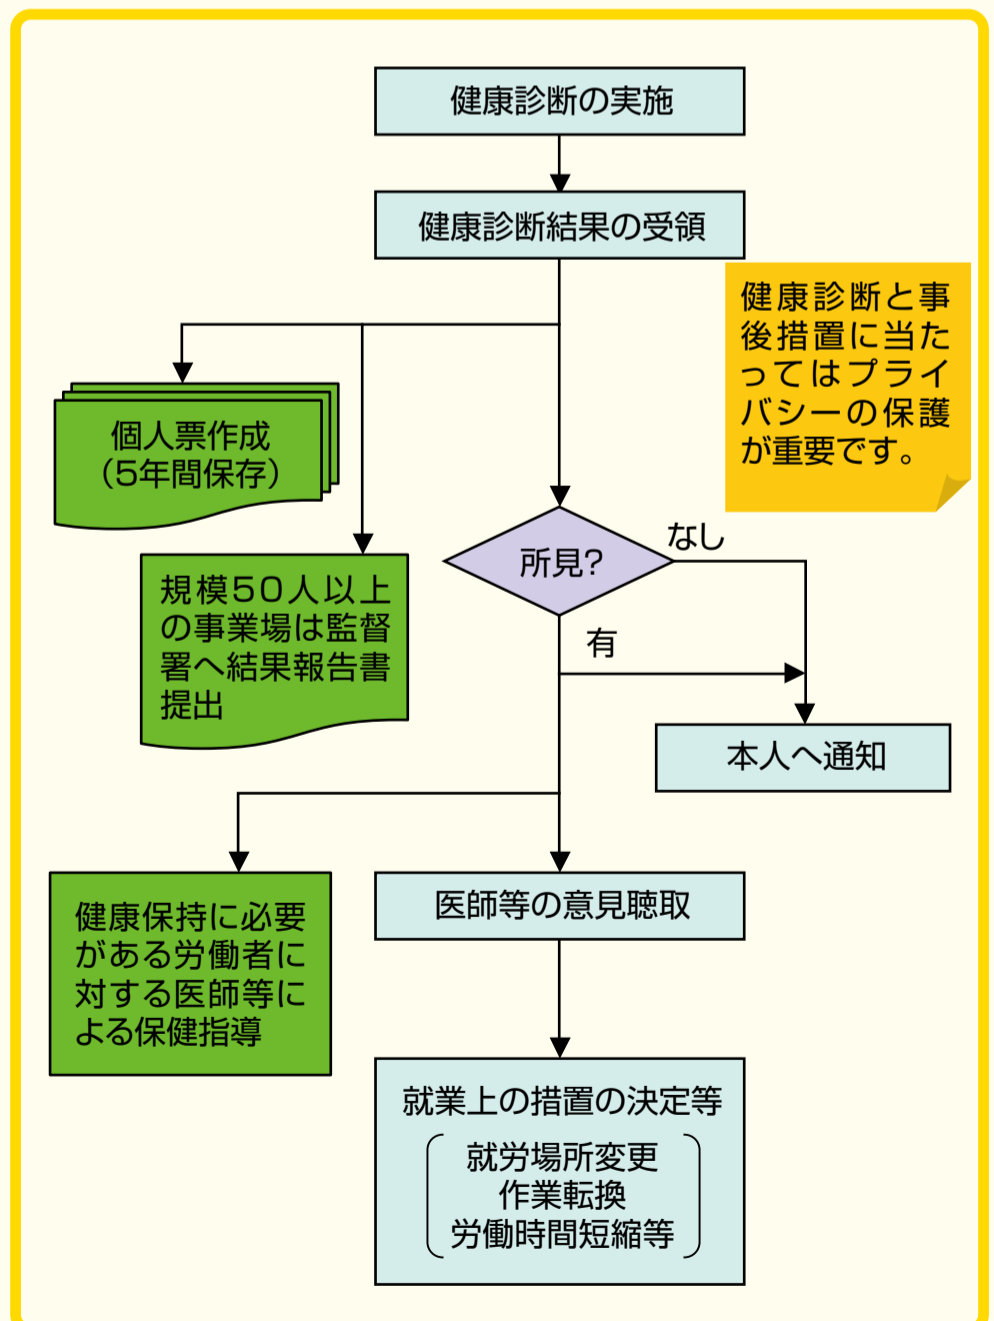 健康診断の実施
健康診断結果の受領
健康診断と事
後措置に当た
ってはプライ
バシーの保護
が重要です。
個人票作成
（5年間保存）
規模50人以上
の事業場は監督
署へ結果報告書
提出
所見?
なし
有
本人へ通知
医師等の意見聴取
健康保持に必要
がある労働者に
対する医師等に
よる保健指導
就業上の措置の決定等
就労場所変更
作業転換
労働時間短縮等